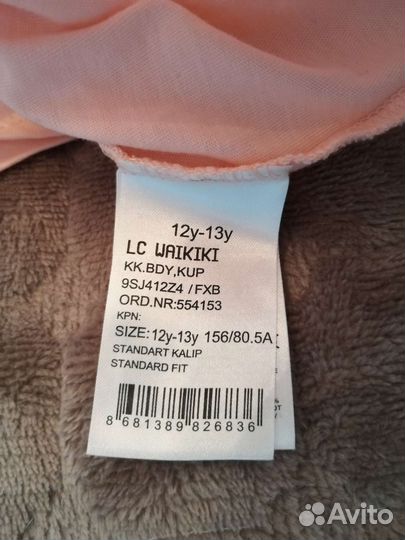 12y-13y
LC WAIKIKI
KK.BDY,KUP
9SJ412Z4 /FXB
ORD.NR:554153
KPN:
SIZE:12y-13y 156/80.5A
STANDART KALIP
STANDARD FIT
8 681389 826836
Avito